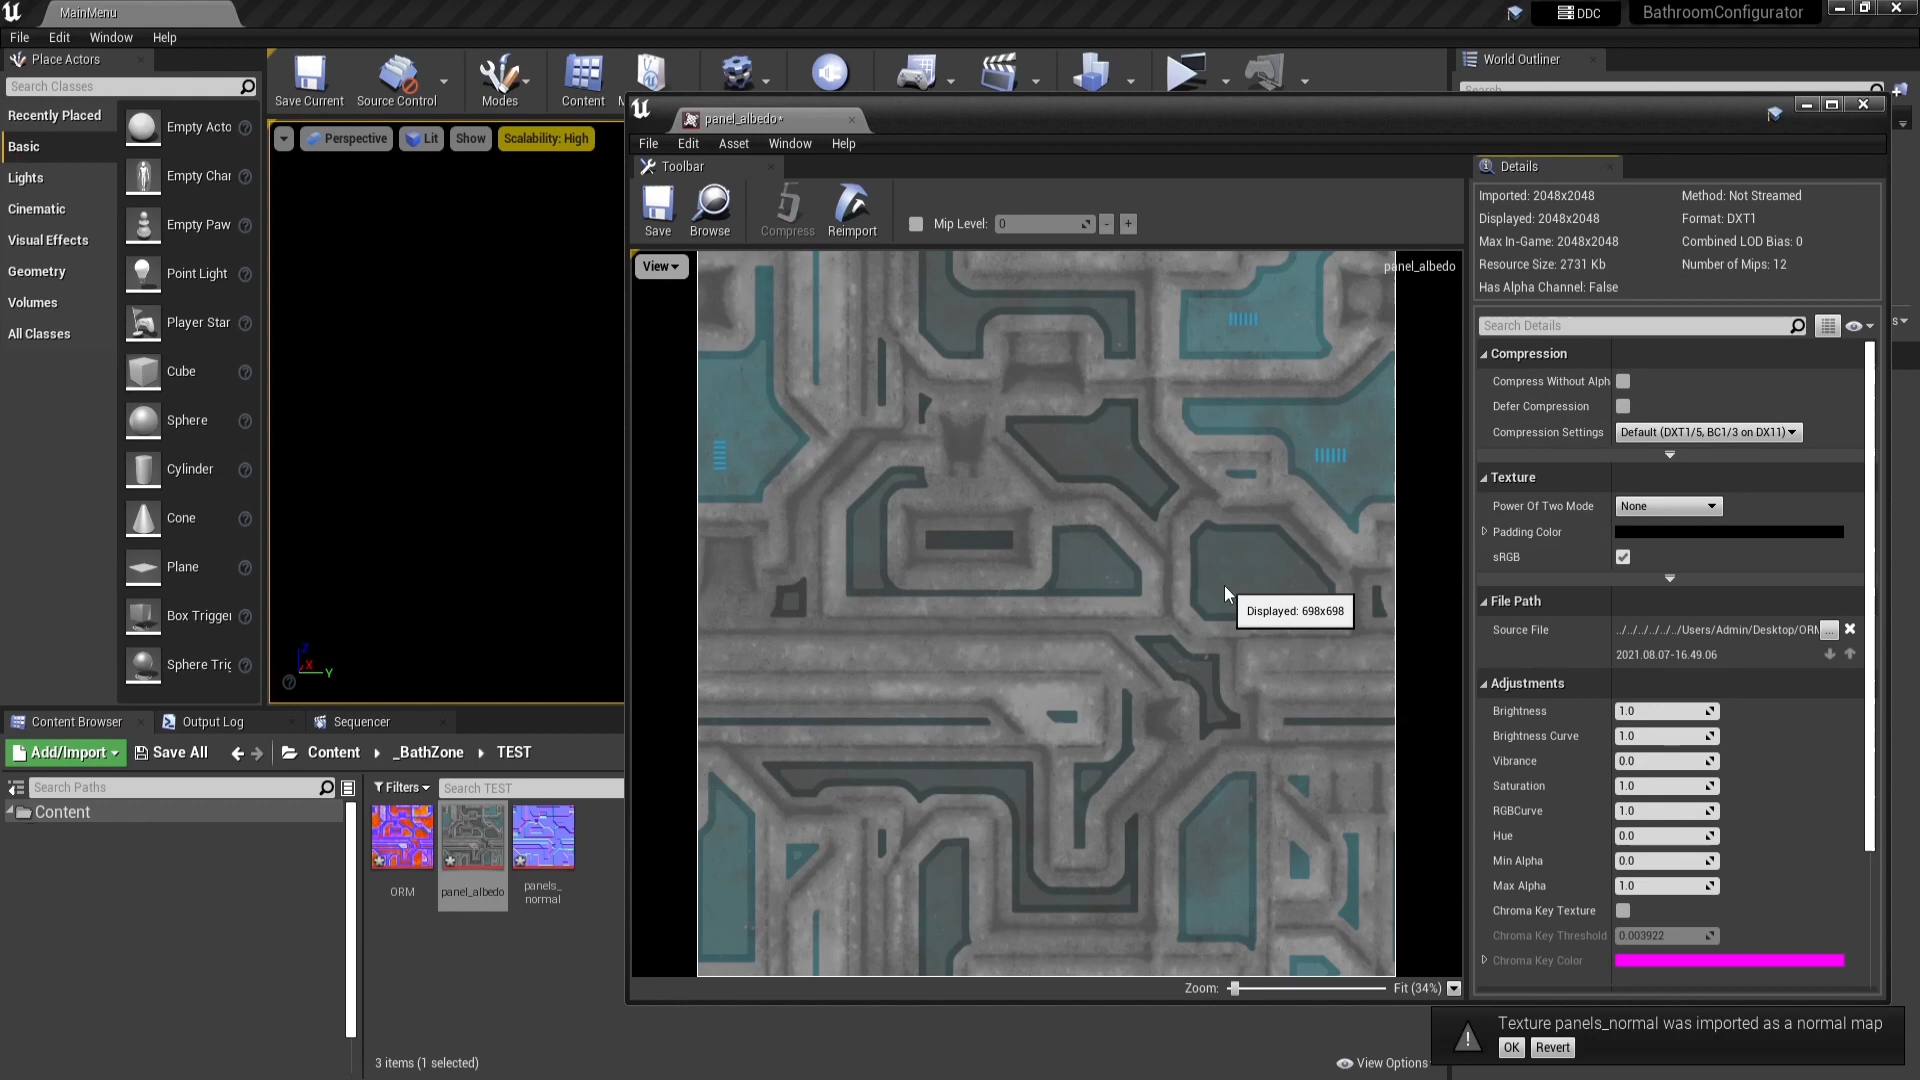 MainMenu
DDC
BathroomConfigurator
File Edit Window Help
Place Actors
World Outliner
Search Classes
Search
Recently Placed
Basic
Lights
Cinematic
Visual Effects
Geometry
Volumes
All Classes
Empty Acto
Empty Char
Empty Paw
Point Light
Player Star
Cube
Sphere
Cylinder
Cone
Plane
Box Trigger
Sphere Trig
Save Current
Source Control
Modes
Content
Perspective
Lit
Show
Scalability: High
Z
X
Y
panel_albedo*
File Edit Asset Window Help
Toolbar
Save
Browse
Compress
Reimport
Mip Level: 0 - +
View
panel_albedo
Displayed: 698x698
Zoom: Fit (34%)
Details
Imported: 2048x2048
Method: Not Streamed
Displayed: 2048x2048
Format: DXT1
Max In-Game: 2048x2048
Combined LOD Bias: 0
Resource Size: 2731 Kb
Number of Mips: 12
Has Alpha Channel: False
Search Details
Compression
Compress Without Alph
Defer Compression
Compression Settings Default (DXT1/5, BC1/3 on DX11)
Texture
Power Of Two Mode None
Padding Color
sRGB
File Path
Source File ../../../../../../Users/Admin/Desktop/ORM ...
2021.08.07-16.49.06
Adjustments
Brightness 1.0
Brightness Curve 1.0
Vibrance 0.0
Saturation 1.0
RGBCurve 1.0
Hue 0.0
Min Alpha 0.0
Max Alpha 1.0
Chroma Key Texture
Chroma Key Threshold 0.003922
Chroma Key Color
Content Browser
Output Log
Sequencer
Add/Import
Save All
Content
_BathZone
TEST
Search Paths
Filters
Search TEST
Content
ORM
panel_albedo
panels_
normal
3 items (1 selected)
View Options
Texture panels_normal was imported as a normal map
OK
Revert